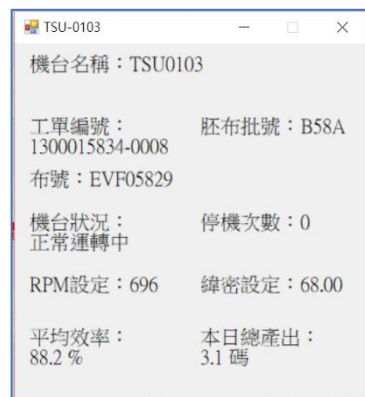 TSU-0103
機台名稱：TSU0103
工單編號：
1300015834-0008
胚布批號：B58A
布號：EVF05829
機台狀況：
正常運轉中
停機次數：0
RPM設定：696
緯密設定：68.00
平均效率：
88.2 %
本日總產出：
3.1 碼